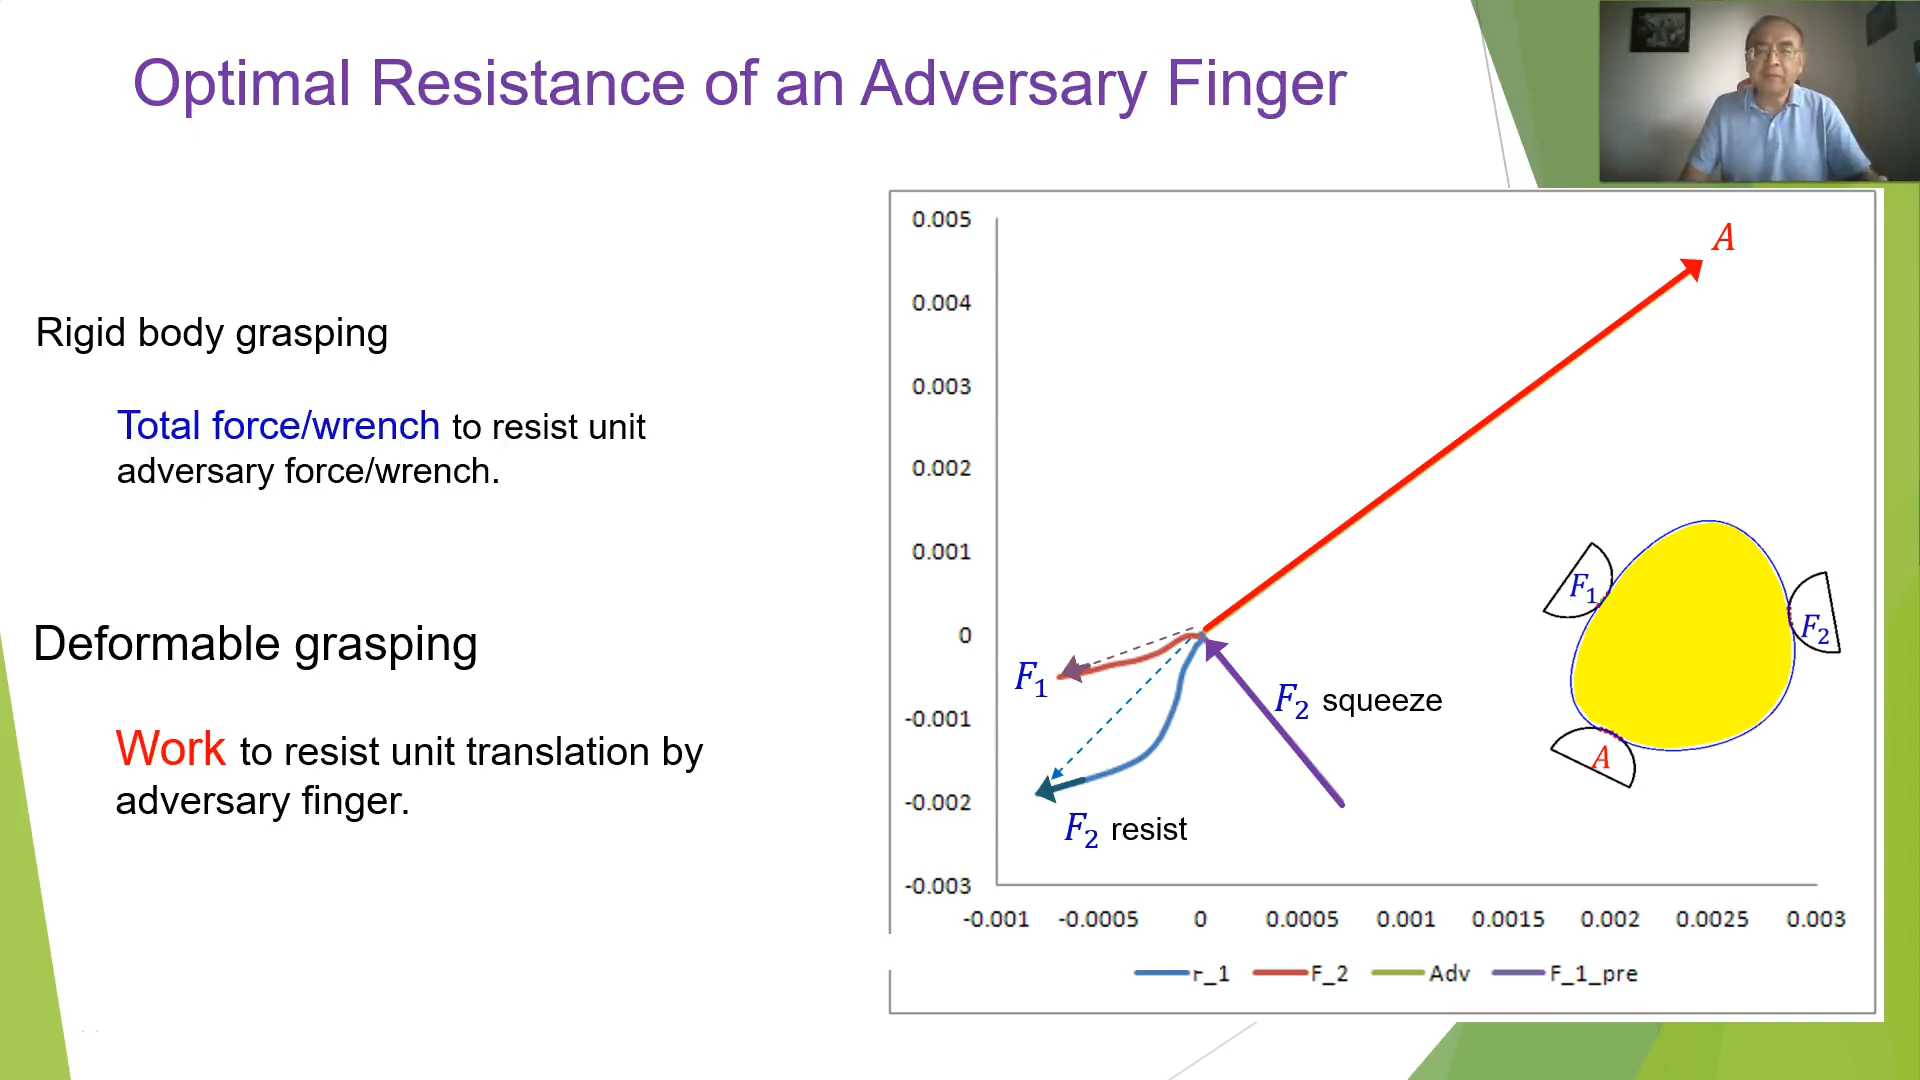 Optimal Resistance of an Adversary Finger
Rigid body grasping
Total force/wrench to resist unit
adversary force/wrench.
Deformable grasping
Work to resist unit translation by
adversary finger.
0.005
0.004
0.003
0.002
0.001
0
-0.001
-0.002
-0.003
-0.001 -0.0005 0 0.0005 0.001 0.0015 0.002 0.0025 0.003
A
F₁
F₂ squeeze
F₂ resist
F₁
F₂
A
F_1 F_2 Adv F_1_pre